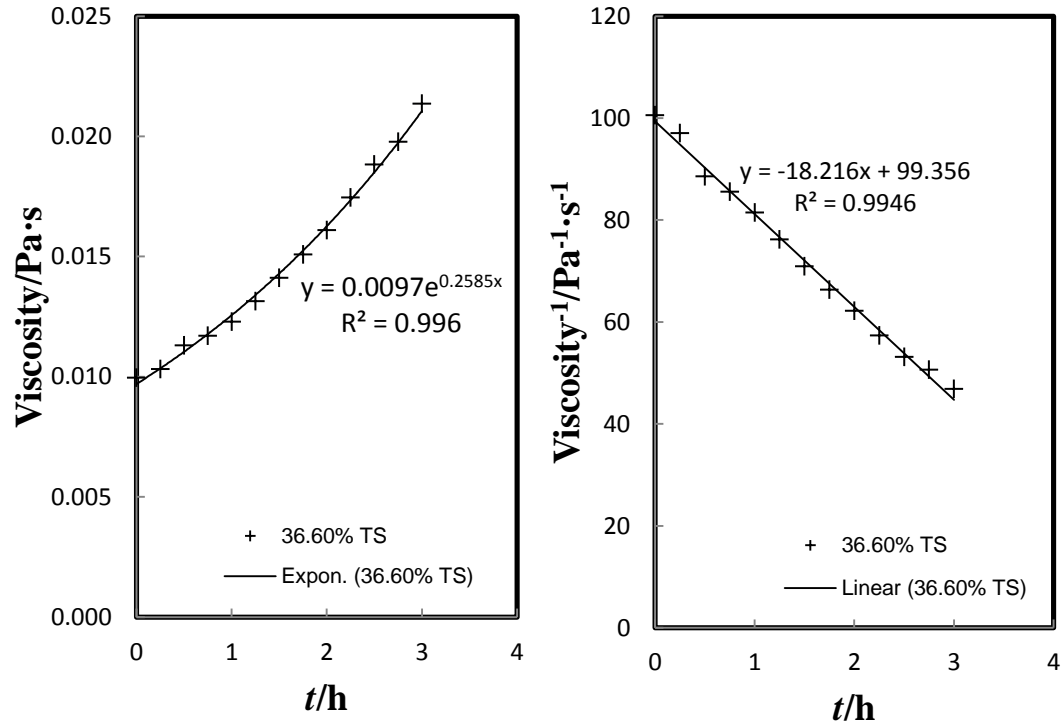 0.025
0.020
0.015
0.010
0.005
0.000
Viscosity/Pa·s
y = 0.0097e^0.2585x
R² = 0.996
36.60% TS
Expon. (36.60% TS)
0 1 2 3 4
t/h
120
100
80
60
40
20
0
Viscosity⁻¹/Pa⁻¹·s⁻¹
y = -18.216x + 99.356
R² = 0.9946
36.60% TS
Linear (36.60% TS)
0 1 2 3 4
t/h